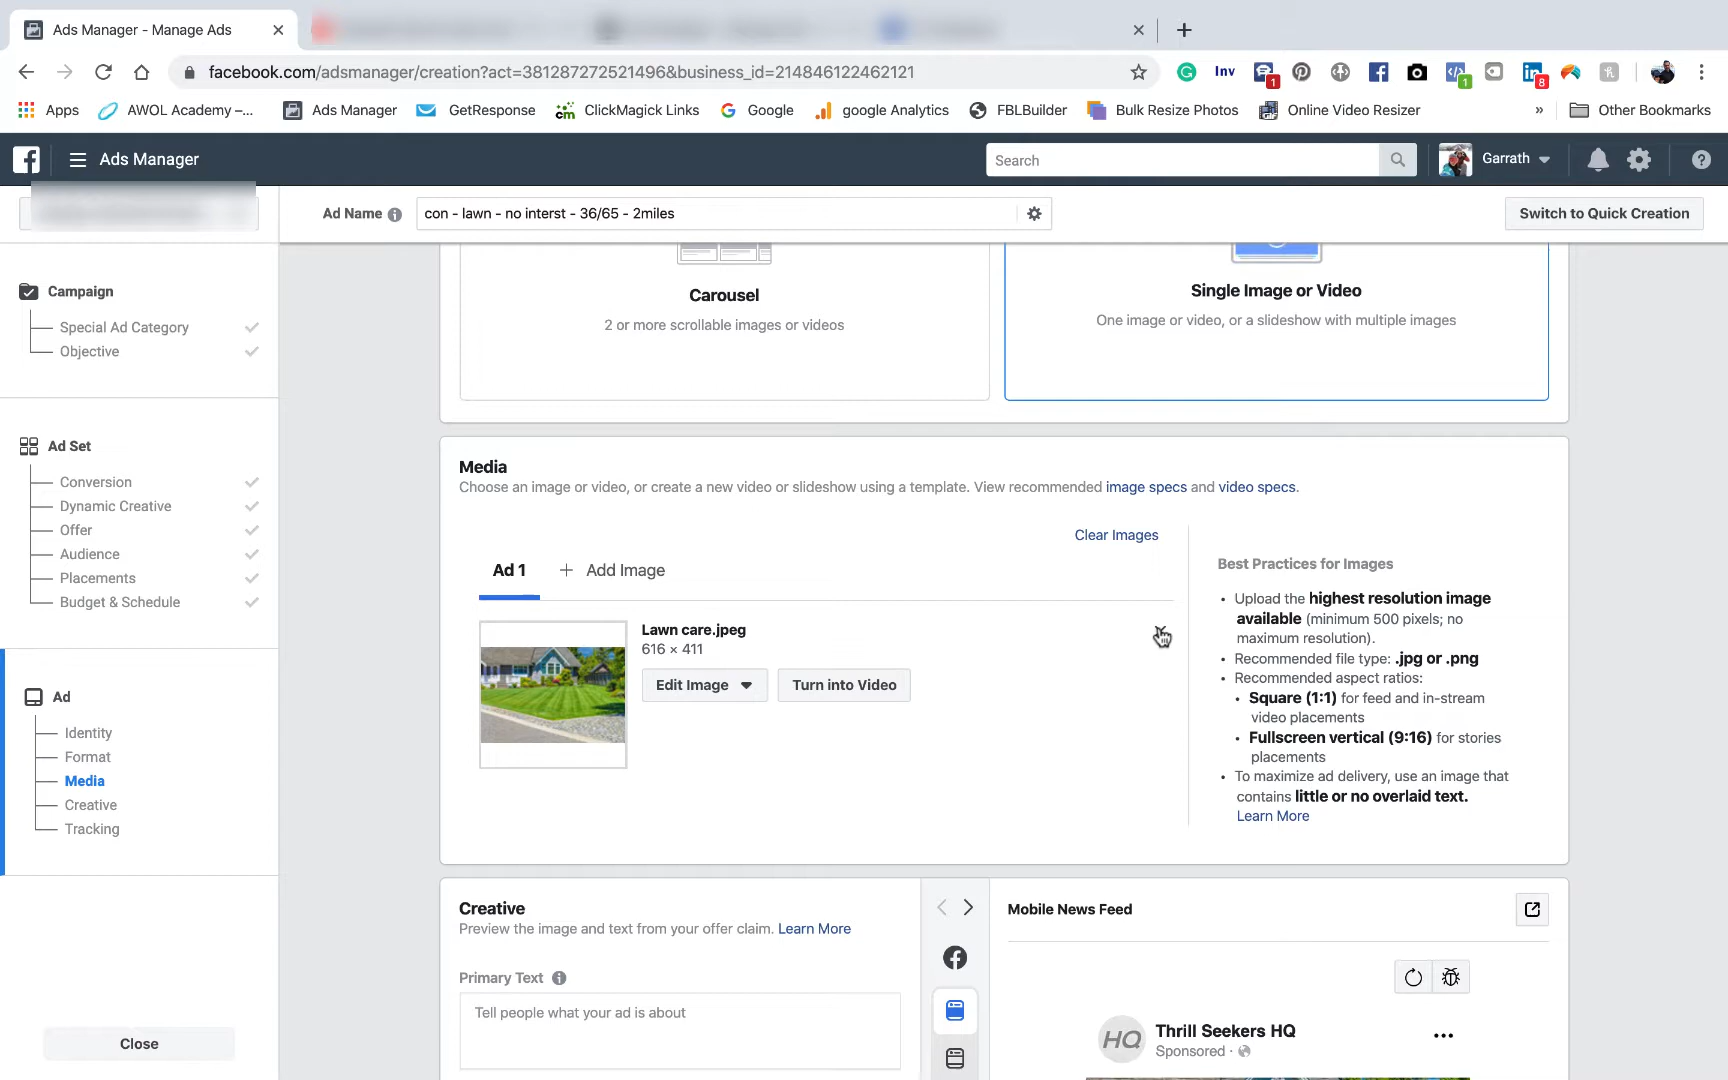 Ads Manager - Manage Ads
facebook.com/adsmanager/creation?act=381287272521496&business_id=214846122462121
Inv
1
1
8
Apps
AWOL Academy –...
Ads Manager
GetResponse
ClickMagick Links
Google
google Analytics
FBLBuilder
Bulk Resize Photos
Online Video Resizer
»
Other Bookmarks
Ads Manager
Search
Garrath
Ad Name
con - lawn - no interst - 36/65 - 2miles
Switch to Quick Creation
Campaign
Special Ad Category
Objective
Ad Set
Conversion
Dynamic Creative
Offer
Audience
Placements
Budget & Schedule
Ad
Identity
Format
Media
Creative
Tracking
Close
Carousel
2 or more scrollable images or videos
Single Image or Video
One image or video, or a slideshow with multiple images
Media
Choose an image or video, or create a new video or slideshow using a template. View recommended image specs and video specs.
Clear Images
Ad 1
+ Add Image
Lawn care.jpeg
616 × 411
Edit Image
Turn into Video
Best Practices for Images
• Upload the highest resolution image
available (minimum 500 pixels; no
maximum resolution).
• Recommended file type: .jpg or .png
• Recommended aspect ratios:
• Square (1:1) for feed and in-stream
video placements
• Fullscreen vertical (9:16) for stories
placements
• To maximize ad delivery, use an image that
contains little or no overlaid text.
Learn More
Creative
Preview the image and text from your offer claim. Learn More
Primary Text
Tell people what your ad is about
Mobile News Feed
HQ
Thrill Seekers HQ
Sponsored ·